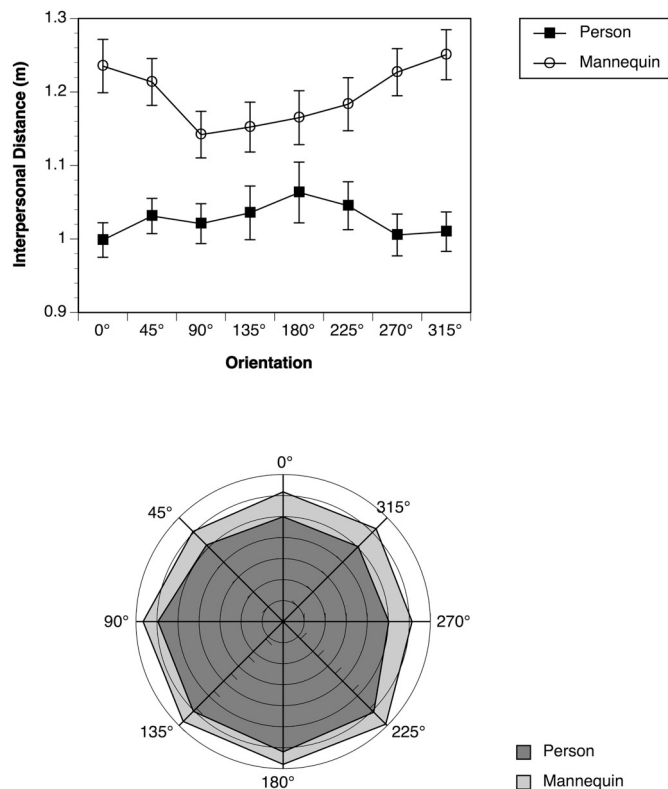 1.3
1.2
1.1
1
0.9
Interpersonal Distance (m)
0° 45° 90° 135° 180° 225° 270° 315°
Orientation
Person
Mannequin
0°
45°
315°
90°
270°
135°
225°
180°
Person
Mannequin